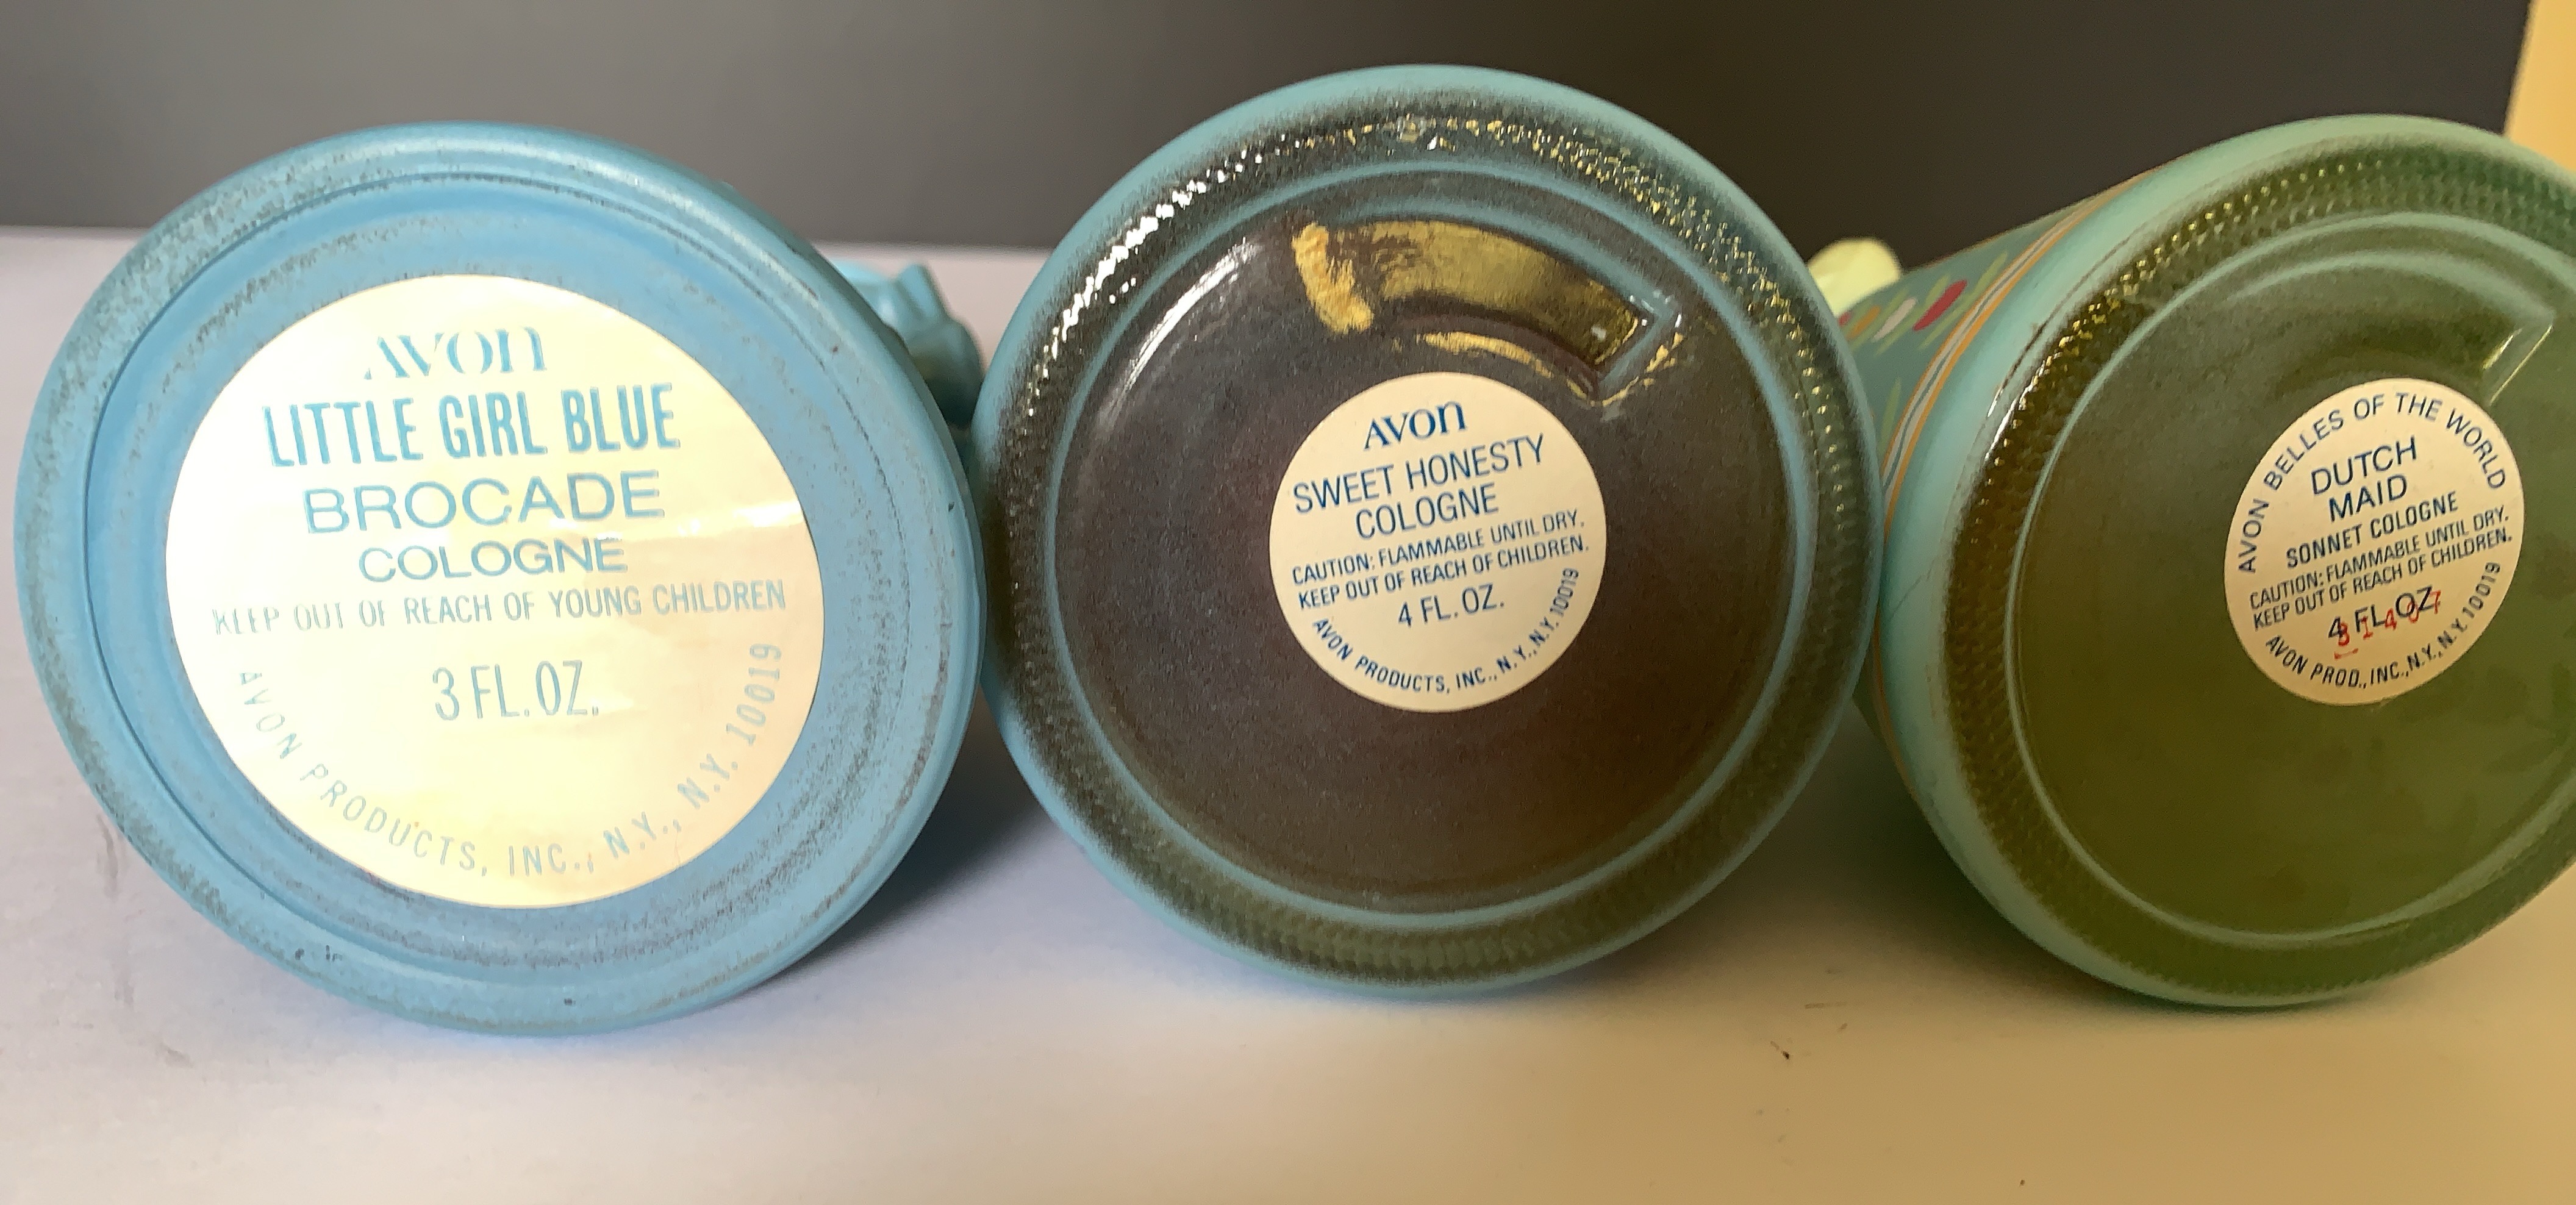 AVON
LITTLE GIRL BLUE
BROCADE
COLOGNE
KEEP OUT OF REACH OF YOUNG CHILDREN
3 FL. OZ.
AVON PRODUCTS, INC., N.Y., N.Y. 10019
AVON
SWEET HONESTY
COLOGNE
CAUTION: FLAMMABLE UNTIL DRY.
KEEP OUT OF REACH OF CHILDREN.
4 FL. OZ.
AVON PRODUCTS, INC., N.Y., N.Y. 10019
AVON BELLES OF THE WORLD
DUTCH
MAID
SONNET COLOGNE
CAUTION: FLAMMABLE UNTIL DRY.
KEEP OUT OF REACH OF CHILDREN.
4 FL. OZ.
AVON PROD., INC., N.Y., N.Y. 10019